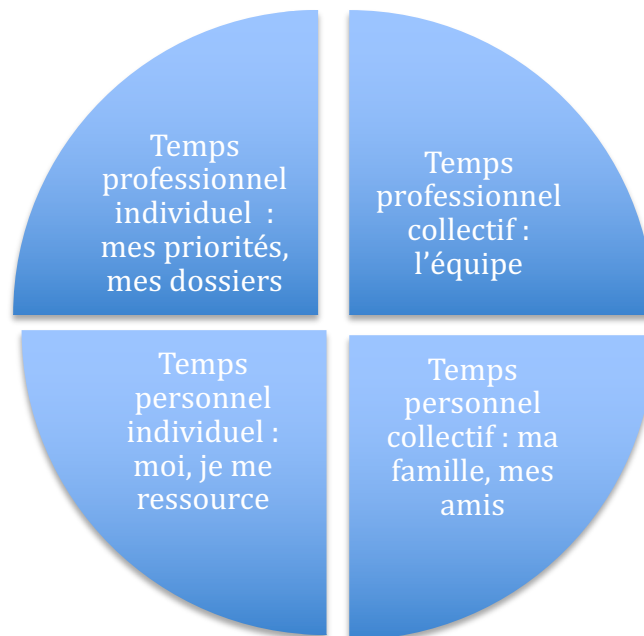 Temps
professionnel
individuel :
mes priorités,
mes dossiers
Temps
professionnel
collectif :
l’équipe
Temps
personnel
individuel :
moi, je me
ressource
Temps
personnel
collectif : ma
famille, mes
amis